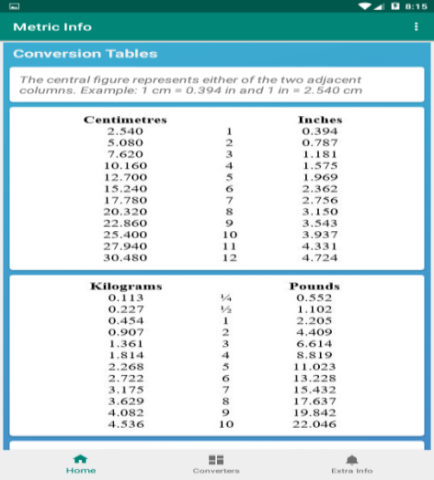 8:15
Metric Info
Conversion Tables
The central figure represents either of the two adjacent
columns. Example: 1 cm = 0.394 in and 1 in = 2.540 cm
Centimetres Inches
2.540 1 0.394
5.080 2 0.787
7.620 3 1.181
10.160 4 1.575
12.700 5 1.969
15.240 6 2.362
17.780 7 2.756
20.320 8 3.150
22.860 9 3.543
25.400 10 3.937
27.940 11 4.331
30.480 12 4.724
Kilograms Pounds
0.113 ¼ 0.552
0.227 ½ 1.102
0.454 1 2.205
0.907 2 4.409
1.361 3 6.614
1.814 4 8.819
2.268 5 11.023
2.722 6 13.228
3.175 7 15.432
3.629 8 17.637
4.082 9 19.842
4.536 10 22.046
Home Converters Extra Info